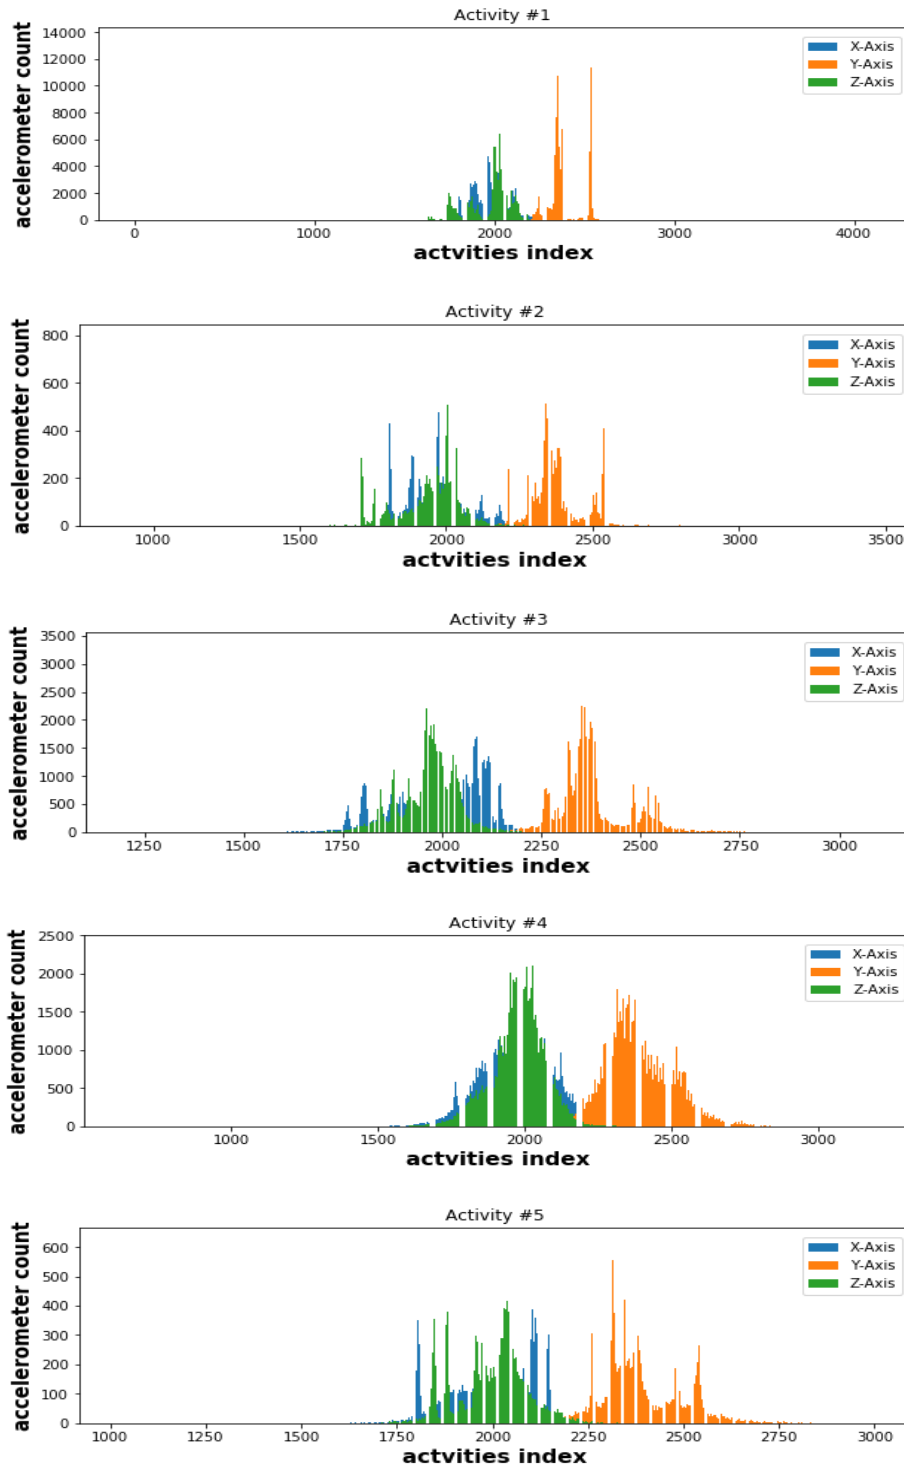 Activity #1
accelerometer count
14000
12000
10000
8000
6000
4000
2000
0
X-Axis
Y-Axis
Z-Axis
0 1000 2000 3000 4000
actvities index
Activity #2
accelerometer count
800
600
400
200
0
X-Axis
Y-Axis
Z-Axis
1000 1500 2000 2500 3000 3500
actvities index
Activity #3
accelerometer count
3500
3000
2500
2000
1500
1000
500
0
X-Axis
Y-Axis
Z-Axis
1250 1500 1750 2000 2250 2500 2750 3000
actvities index
Activity #4
accelerometer count
2500
2000
1500
1000
500
0
X-Axis
Y-Axis
Z-Axis
1000 1500 2000 2500 3000
actvities index
Activity #5
accelerometer count
600
500
400
300
200
100
0
X-Axis
Y-Axis
Z-Axis
1000 1250 1500 1750 2000 2250 2500 2750 3000
actvities index